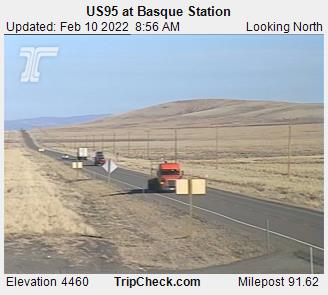 US95 at Basque Station
Updated: Feb 10 2022 8:56 AM Looking North
Elevation 4460 TripCheck.com Milepost 91.62